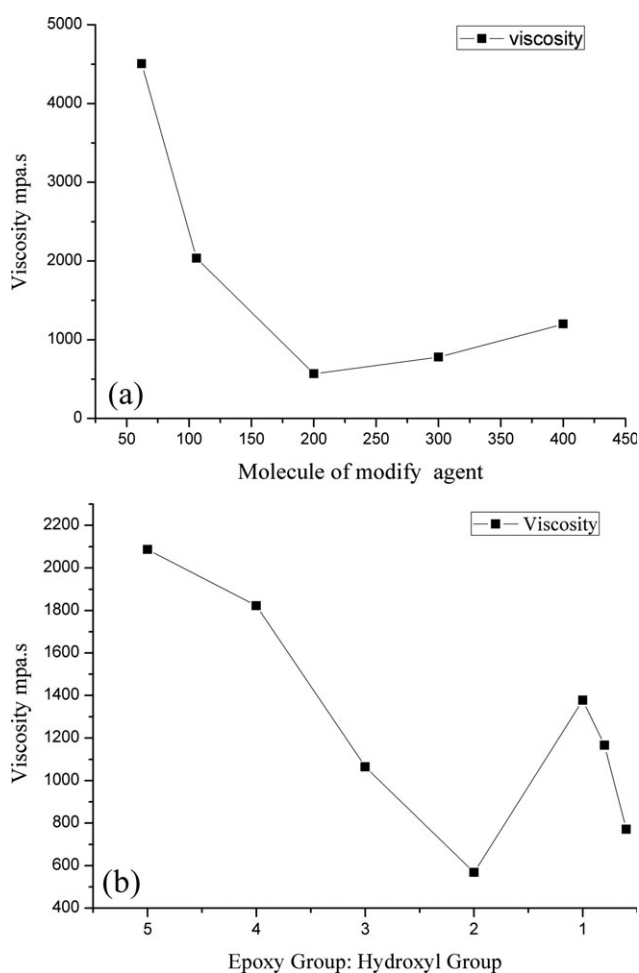 5000
4000
3000
2000
1000
0
Viscosity mpa.s
viscosity
(a)
50 100 150 200 250 300 350 400 450
Molecule of modify agent
2200
2000
1800
1600
1400
1200
1000
800
600
400
Viscosity mpa.s
Viscosity
(b)
5 4 3 2 1
Epoxy Group: Hydroxyl Group